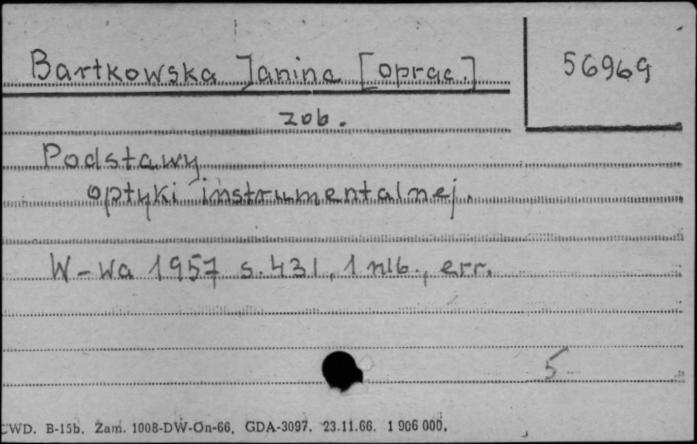 Bartkowska Janina [oprac.]
56969
zob.
Podstawy
optyki instrumentalnej.
W-wa 1957 s. 431, 1 nlb., err.
5
CWD. B-15b. Zam. 1008-DW-On-66. GDA-3097. 23.11.66. 1 906 000.